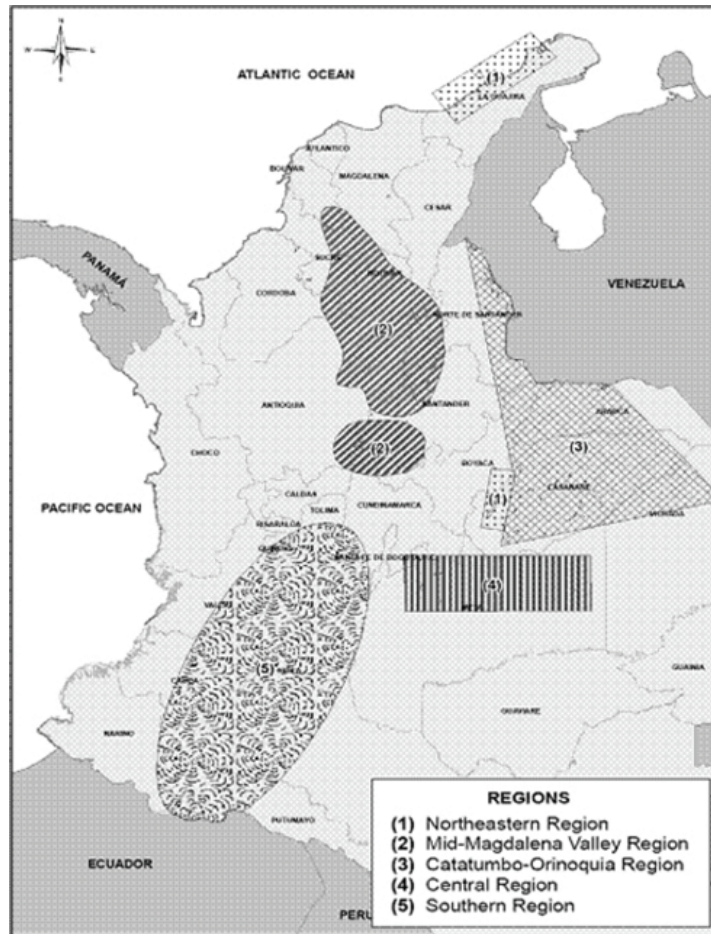 N
W
E
S
ATLANTIC OCEAN
(1)
LA GUAJIRA
ATLANTICO
BOLIVAR
MAGDALENA
CESAR
PANAMÁ
SUCRE
CORDOBA
VENEZUELA
(2)
NORTE DE SANTANDER
ANTIOQUIA
SANTANDER
ARAUCA
CHOCO
(2)
BOYACA
(3)
CASANARE
PACIFIC OCEAN
CALDAS
(1)
TOLIMA
CUNDINAMARCA
RISARALDA
VICHADA
(4)
META
VALLE
(5)
CAUCA
GUAINIA
GUAVIARE
NARINO
PUTUMAYO
ECUADOR
REGIONS
(1) Northeastern Region
(2) Mid-Magdalena Valley Region
(3) Catatumbo-Orinoquia Region
(4) Central Region
(5) Southern Region